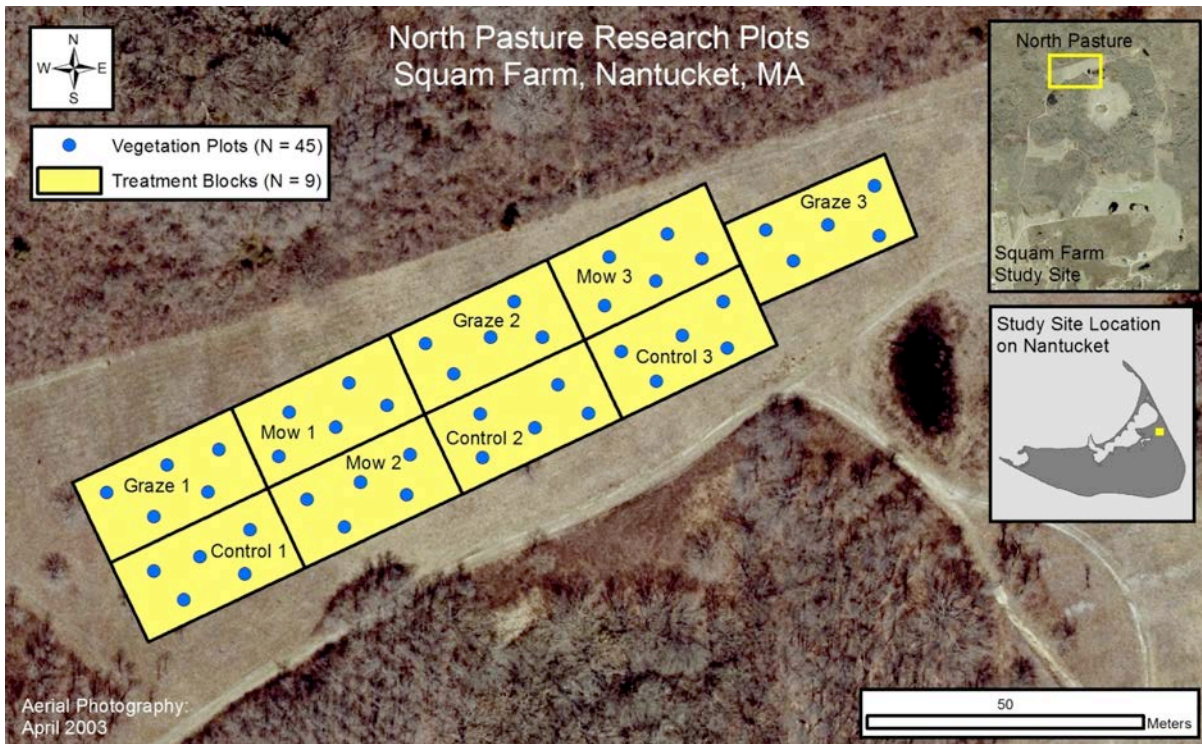 North Pasture Research Plots
Squam Farm, Nantucket, MA
N
W E
S
Vegetation Plots (N = 45)
Treatment Blocks (N = 9)
North Pasture
Squam Farm
Study Site
Study Site Location
on Nantucket
Graze 3
Mow 3
Graze 2
Control 3
Mow 1
Control 2
Mow 2
Graze 1
Control 1
Aerial Photography:
April 2003
50
Meters